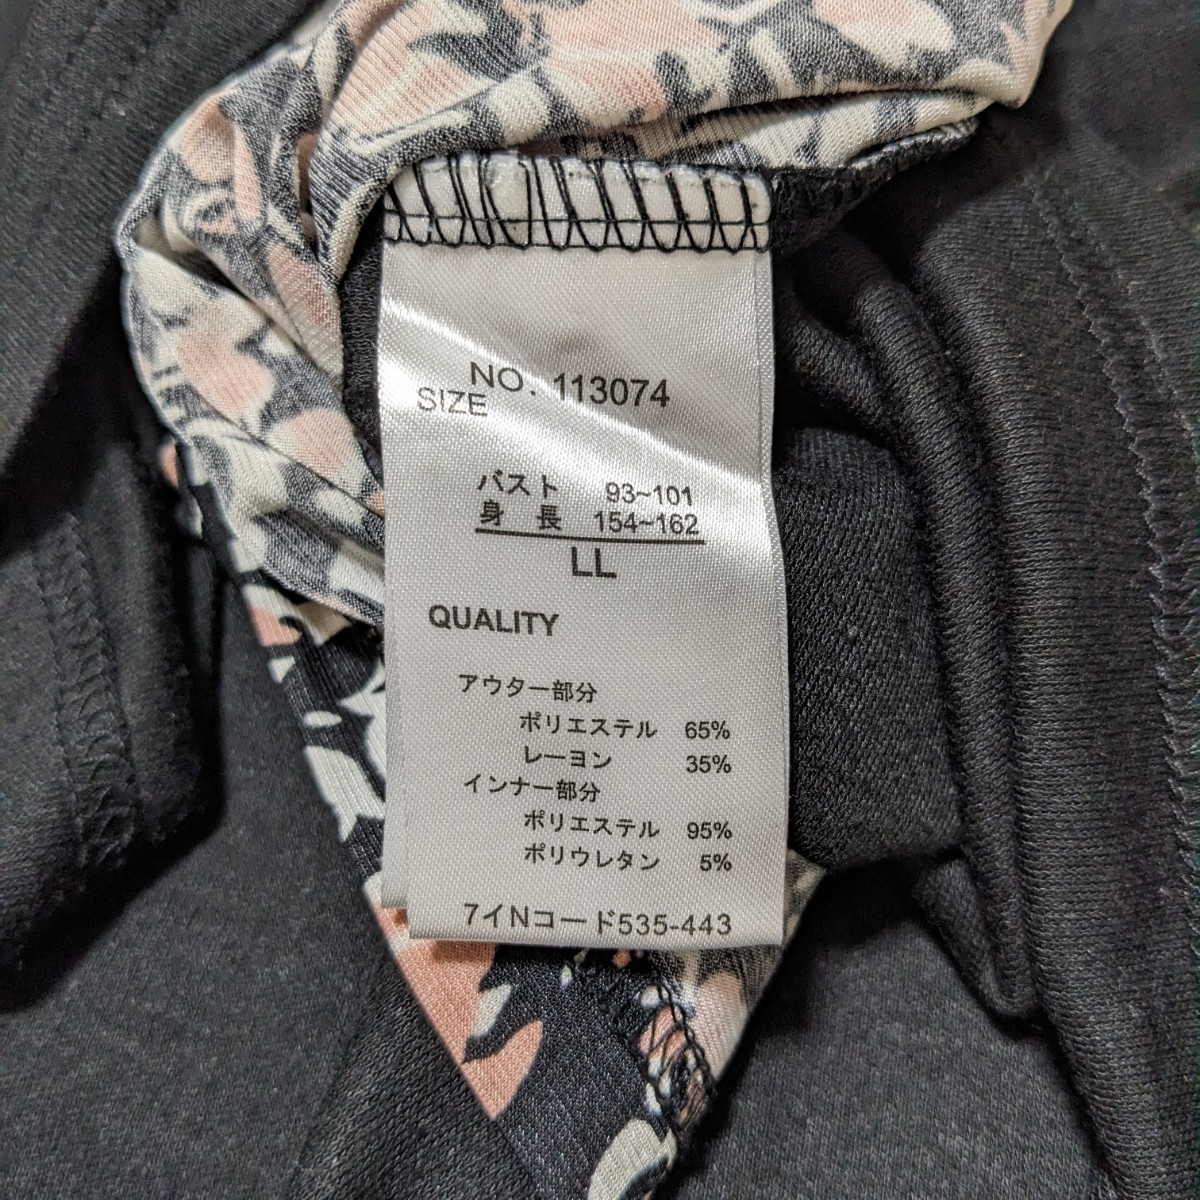 NO. 113074
SIZE
バスト 93~101
身 長 154~162
LL
QUALITY
アウター部分
ポリエステル 65%
レーヨン 35%
インナー部分
ポリエステル 95%
ポリウレタン 5%
7イNコード535-443